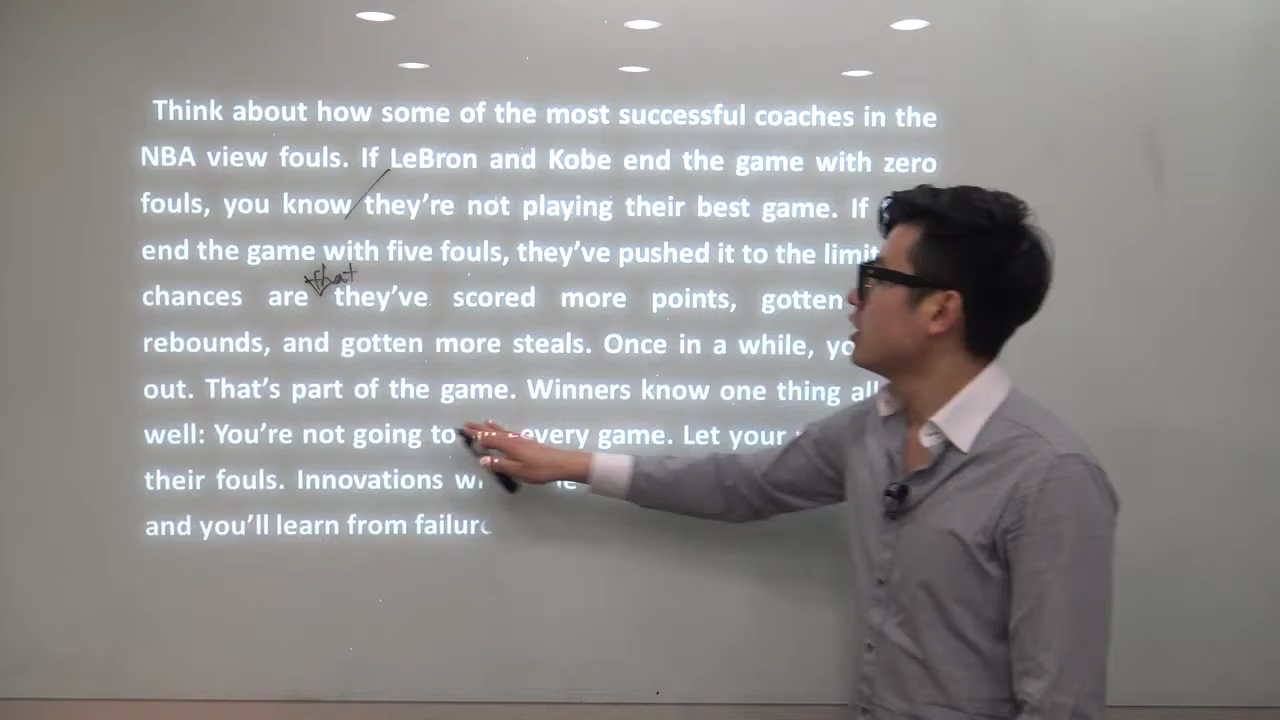 Think about how some of the most successful coaches in the
NBA view fouls. If LeBron and Kobe end the game with zero
fouls, you know they're not playing their best game. If
end the game with five fouls, they've pushed it to the limit
that
chances are they've scored more points, gotten
rebounds, and gotten more steals. Once in a while,
out. That's part of the game. Winners know one thing all
well: You're not going to every game. Let your
their fouls. Innovations
and you'll learn from failure